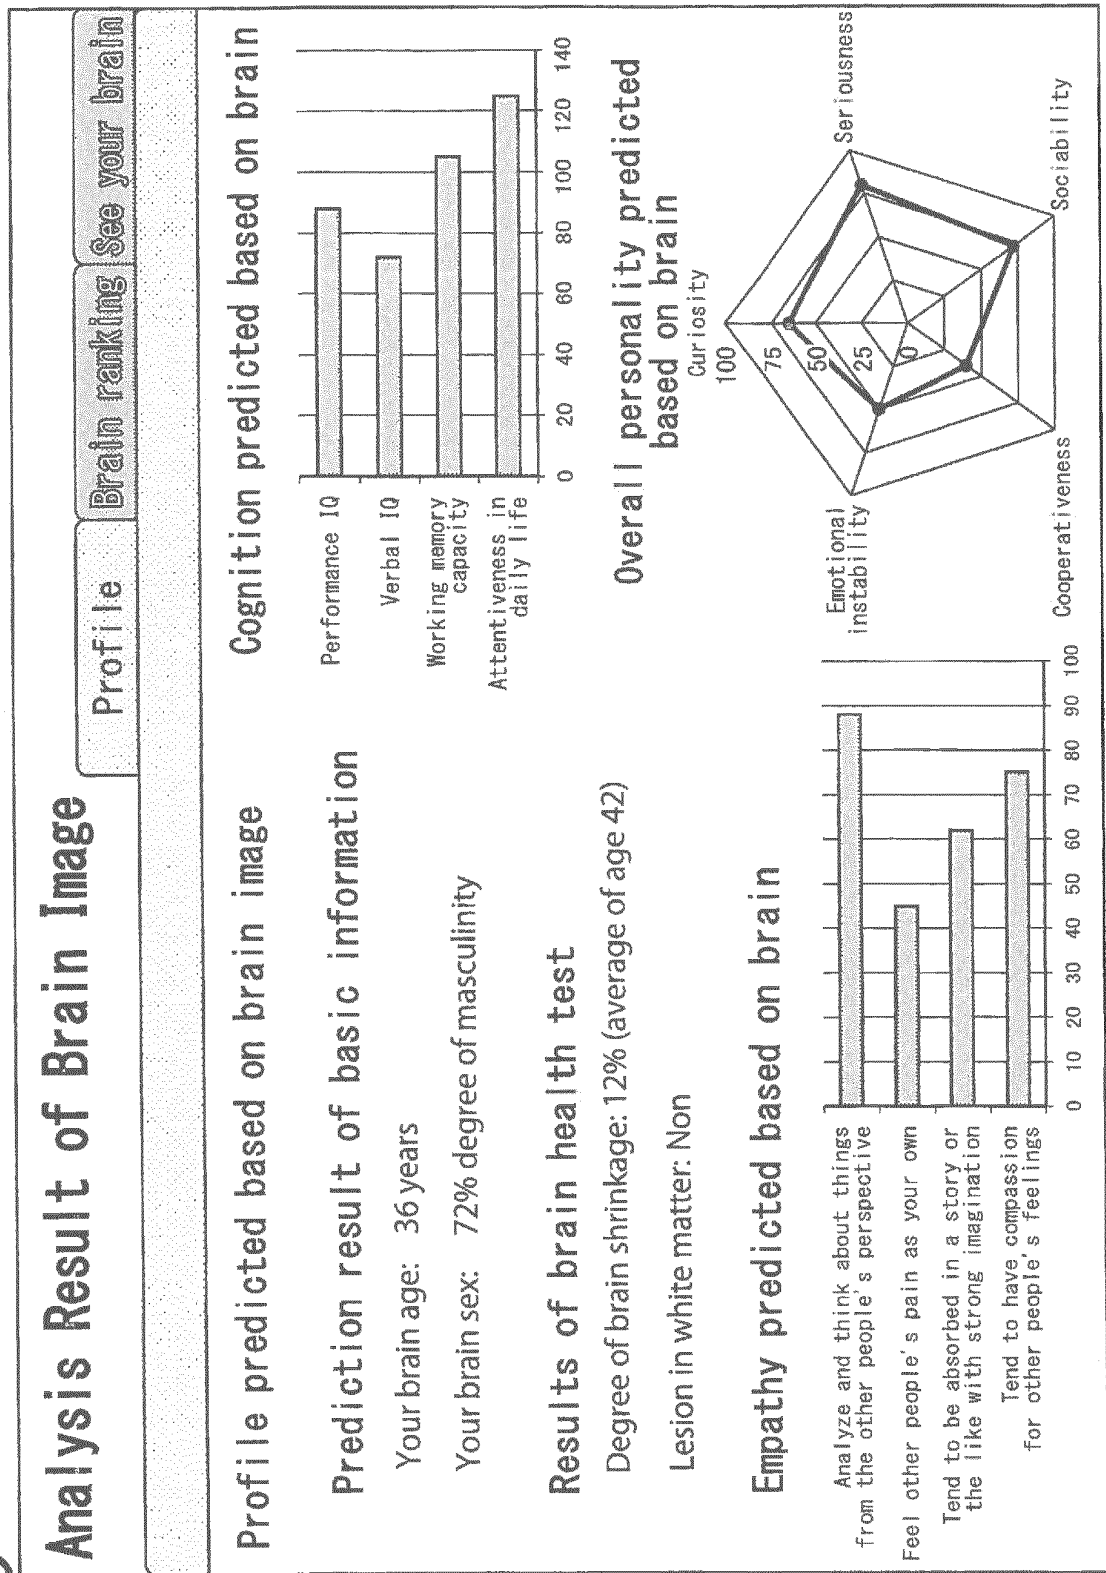 Analysis Result of Brain Image
Profile
Brain ranking
See your brain
Profile predicted based on brain image
Prediction result of basic information
Your brain age: 36 years
Your brain sex: 72% degree of masculinity
Results of brain health test
Degree of brain shrinkage: 12% (average of age 42)
Lesion in white matter: Non
Empathy predicted based on brain
Analyze and think about things
from the other people's perspective
Feel other people's pain as your own
Tend to be absorbed in a story or
the like with strong imagination
Tend to have compassion
for other people's feelings
0 10 20 30 40 50 60 70 80 90 100
Cognition predicted based on brain
Performance IQ
Verbal IQ
Working memory
capacity
Attentiveness in
daily life
0 20 40 60 80 100 120 140
Overall personality predicted
based on brain
Curiosity
100
75
50
25
0
Emotional
instability
Seriousness
Cooperativeness
Sociability